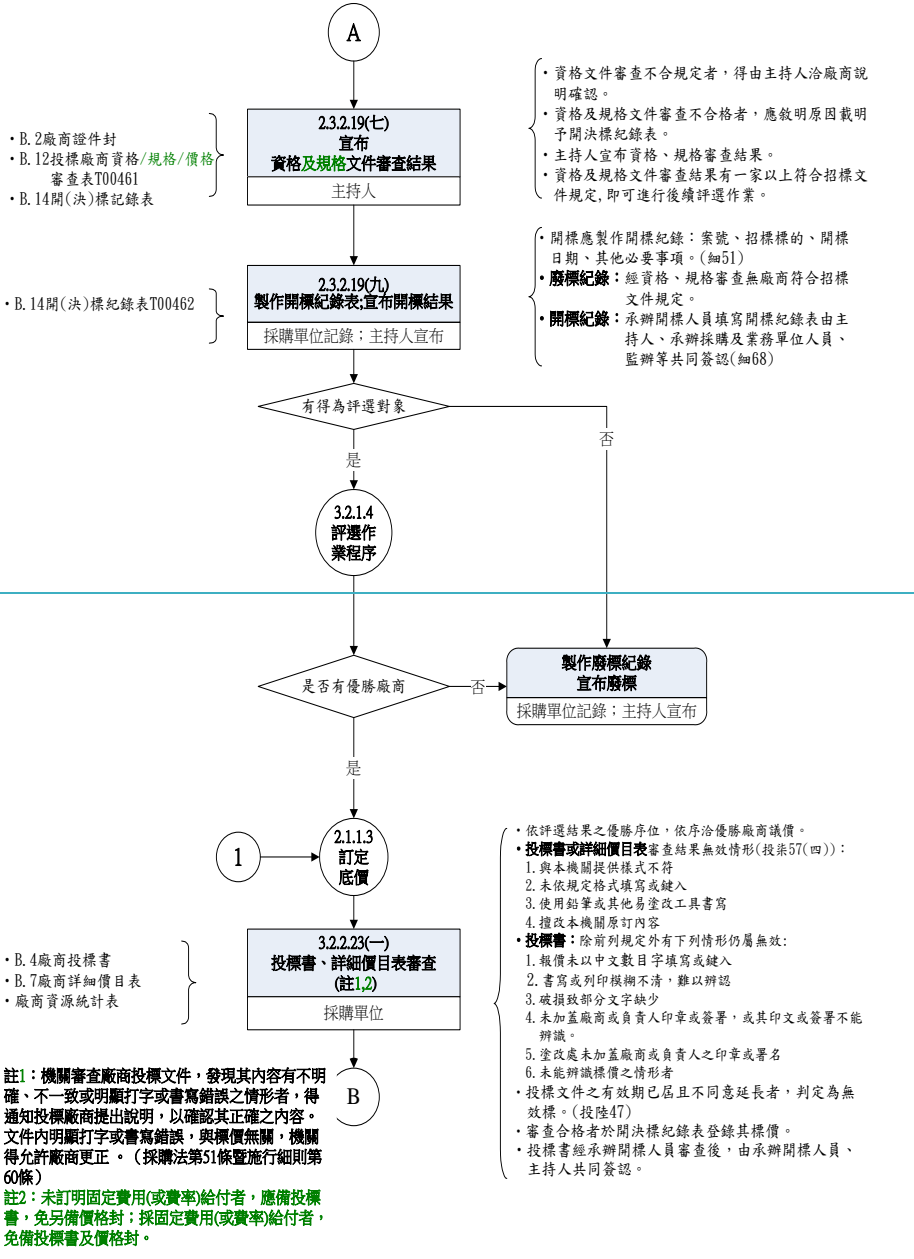 A
・B.2廠商證件封
・B.12投標廠商資格/規格/價格
審查表T00461
・B.14開(決)標記錄表
2.3.2.19(七)
宣布
資格及規格文件審查結果
主持人
・資格文件審查不合規定者，得由主持人洽廠商說
明確認。
・資格及規格文件審查不合格者，應敘明原因載明
予開決標紀錄表。
・主持人宣布資格、規格審查結果。
・資格及規格文件審查結果有一家以上符合招標文
件規定,即可進行後續評選作業。
・B.14開(決)標紀錄表T00462
2.3.2.19(九)
製作開標紀錄表;宣布開標結果
採購單位記錄；主持人宣布
・開標應製作開標紀錄：案號、招標標的、開標
日期、其他必要事項。(細51)
・廢標紀錄：經資格、規格審查無廠商符合招標
文件規定。
・開標紀錄：承辦開標人員填寫開標紀錄表由主
持人、承辦採購及業務單位人員、
監辦等共同簽認(細68)
有得為評選對象
否
是
3.2.1.4
評選作
業程序
是否有優勝廠商
否
製作廢標紀錄
宣布廢標
採購單位記錄；主持人宣布
是
1
2.1.1.3
訂定
底價
・B.4廠商投標書
・B.7廠商詳細價目表
・廠商資源統計表
3.2.2.23(一)
投標書、詳細價目表審查
(註1,2)
採購單位
・依評選結果之優勝序位，依序洽優勝廠商議價。
・投標書或詳細價目表審查結果無效情形(投柒57(四))：
1.與本機關提供樣式不符
2.未依規定格式填寫或鍵入
3.使用鉛筆或其他易塗改工具書寫
4.擅改本機關原訂內容
・投標書：除前列規定外有下列情形仍屬無效:
1.報價未以中文數目字填寫或鍵入
2.書寫或列印模糊不清，難以辨認
3.破損致部分文字缺少
4.未加蓋廠商或負責人印章或簽署，或其印文或簽署不能
辨識。
5.塗改處未加蓋廠商或負責人之印章或署名
6.未能辨識標價之情形者
・投標文件之有效期已屆且不同意延長者，判定為無
效標。(投陸47)
・審查合格者於開決標紀錄表登錄其標價。
・投標書經承辦開標人員審查後，由承辦開標人員、
主持人共同簽認。
B
註1：機關審查廠商投標文件，發現其內容有不明
確、不一致或明顯打字或書寫錯誤之情形者，得
通知投標廠商提出說明，以確認其正確之內容。
文件內明顯打字或書寫錯誤，與標價無關，機關
得允許廠商更正 。（採購法第51條暨施行細則第
60條）
註2：未訂明固定費用(或費率)給付者，應備投標
書，免另備價格封；採固定費用(或費率)給付者，
免備投標書及價格封。